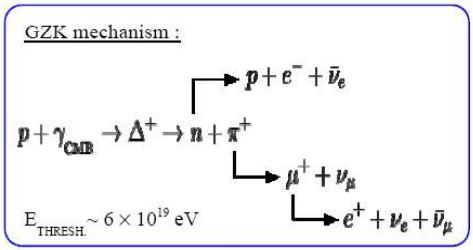 GZK mechanism :
p + e⁻ + ν̄ₑ
p + γ_CMB → Δ⁺ → n + π⁺
μ⁺ + ν_μ
E_THRESH. ~ 6 × 10¹⁹ eV
e⁺ + νₑ + ν̄_μ